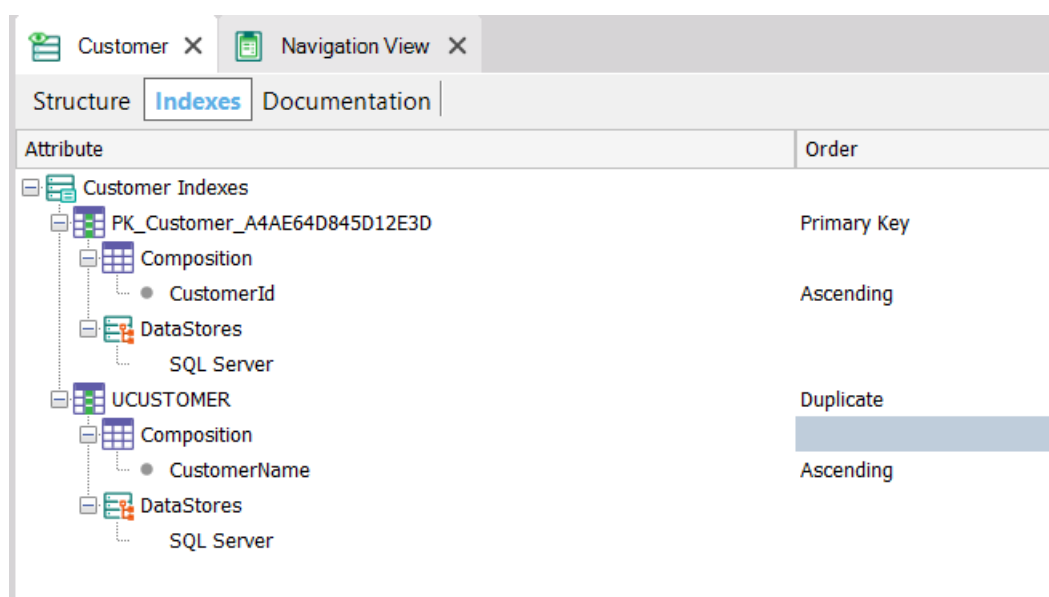 Customer Navigation View
Structure Indexes Documentation
Attribute Order
Customer Indexes
PK_Customer_A4AE64D845D12E3D Primary Key
Composition
CustomerId Ascending
DataStores
SQL Server
UCUSTOMER Duplicate
Composition
CustomerName Ascending
DataStores
SQL Server